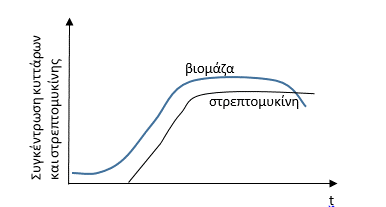 Συγκέντρωση κυττάρων
και στρεπτομυκίνης
βιομάζα
στρεπτομυκίνη
t